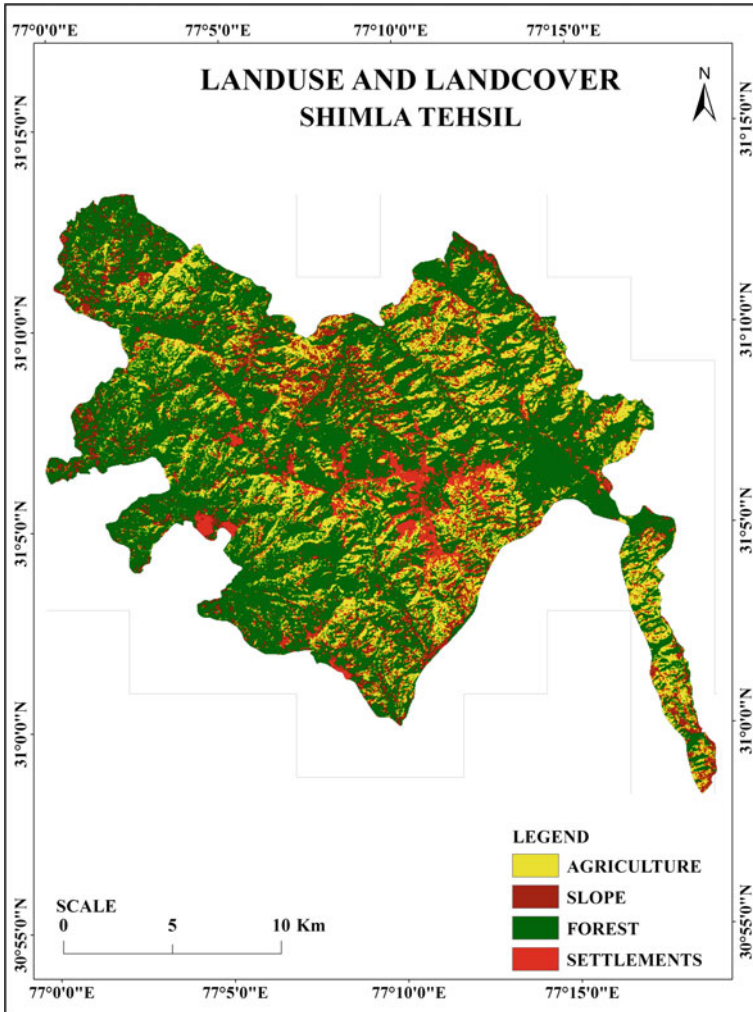 77°0'0"E 77°5'0"E 77°10'0"E 77°15'0"E
LANDUSE AND LANDCOVER
SHIMLA TEHSIL
N
31°15'0"N
31°10'0"N
31°5'0"N
31°0'0"N
30°55'0"N
31°15'0"N
31°10'0"N
31°5'0"N
31°0'0"N
30°55'0"N
LEGEND
AGRICULTURE
SLOPE
FOREST
SETTLEMENTS
SCALE
0 5 10 Km
77°0'0"E 77°5'0"E 77°10'0"E 77°15'0"E